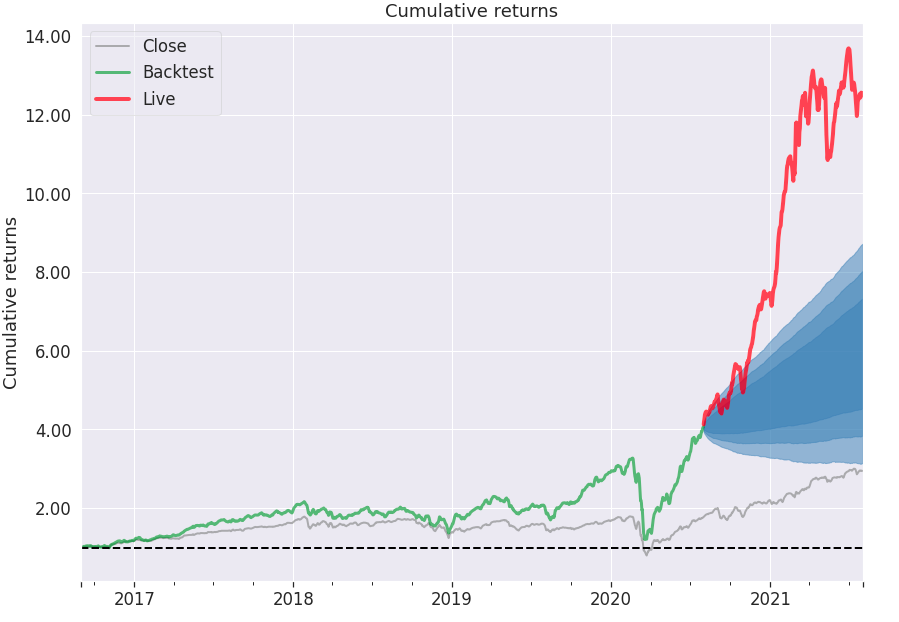 Cumulative returns
Close
Backtest
Live
Cumulative returns
14.00
12.00
10.00
8.00
6.00
4.00
2.00
2017
2018
2019
2020
2021